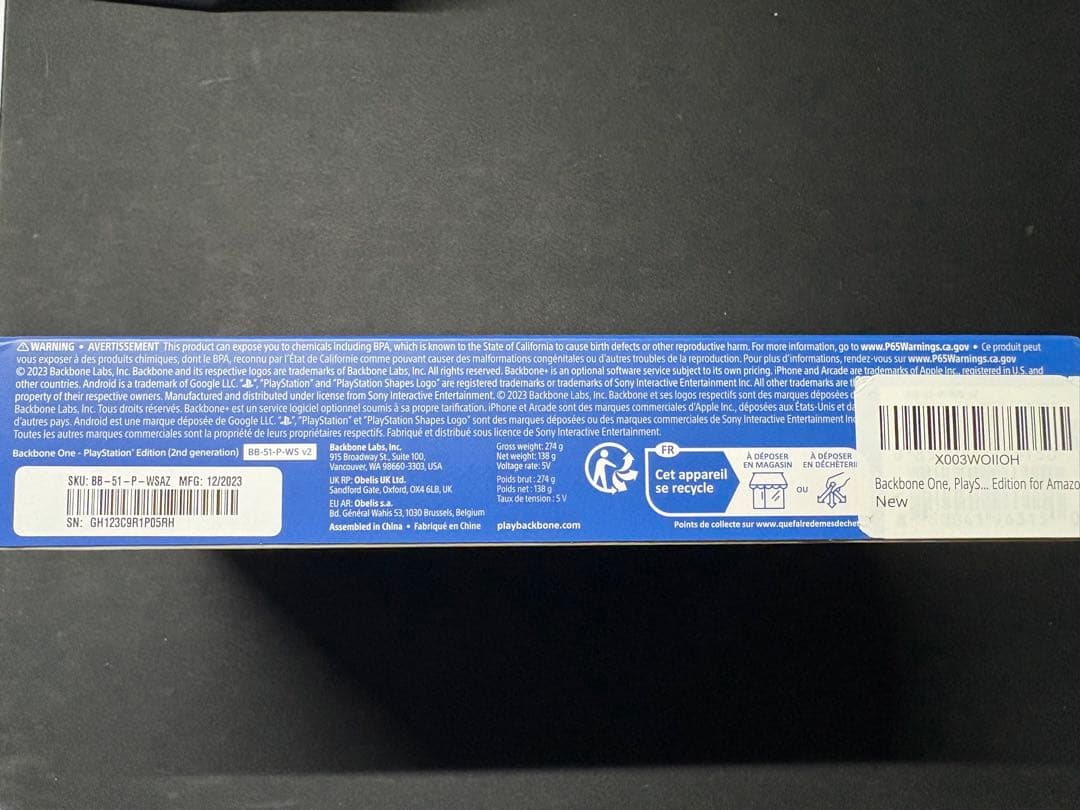 ⚠ WARNING • AVERTISSEMENT This product can expose you to chemicals including BPA, which is known to the State of California to cause birth defects or other reproductive harm. For more information, go to www.P65Warnings.ca.gov • Ce produit peut
vous exposer à des produits chimiques, dont le BPA, reconnu par l'État de Californie comme pouvant causer des malformations congénitales ou d'autres troubles de la reproduction. Pour plus d'informations, rendez-vous sur www.P65Warnings.ca.gov
© 2023 Backbone Labs, Inc. Backbone and its respective logos are trademarks of Backbone Labs, Inc. All rights reserved. Backbone+ is an optional software service subject to its own pricing. iPhone and Arcade are trademarks of Apple Inc., registered in U.S. and
other countries. Android is a trademark of Google LLC. "PlayStation" and "PlayStation Shapes Logo" are registered trademarks or trademarks of Sony Interactive Entertainment Inc. All other trademarks are
property of their respective owners. Manufactured and distributed under license from Sony Interactive Entertainment. © 2023 Backbone Labs, Inc. Backbone et ses logos respectifs sont des marques déposées
Backbone Labs, Inc. Tous droits réservés. Backbone+ est un service logiciel optionnel soumis à sa propre tarification. iPhone et Arcade sont des marques commerciales d'Apple Inc., déposées aux États-Unis et
d'autres pays. Android est une marque déposée de Google LLC. "PlayStation" et "PlayStation Shapes Logo" sont des marques déposées ou des marques commerciales de Sony Interactive Entertainment
Toutes les autres marques commerciales sont la propriété de leurs propriétaires respectifs. Fabriqué et distribué sous licence de Sony Interactive Entertainment.
Backbone One - PlayStation® Edition (2nd generation) BB-51-P-WS v2
SKU: BB-51-P-WSAZ MFG: 12/2023
SN: GH123C9R1P05RH
Backbone Labs, Inc.
915 Broadway St., Suite 100,
Vancouver, WA 98660-3303, USA
UK RP: Obelis UK Ltd.
Sandford Gate, Oxford, OX4 6LB, UK
EU AR: Obelis s.a.
Bd. Général Wahis 53, 1030 Brussels, Belgium
Assembled in China • Fabriqué en Chine
Gross weight: 274 g
Net weight: 138 g
Voltage rate: 5V
Poids brut : 274 g
Poids net : 138 g
Taux de tension : 5 V
playbackbone.com
FR
Cet appareil
se recycle
À DÉPOSER
EN MAGASIN
OU
À DÉPOSER
EN DÉCHÈTERIE
Points de collecte sur www.quefairedemesdechet
X003WOIIOH
Backbone One, PlayS... Edition for Amazo
New